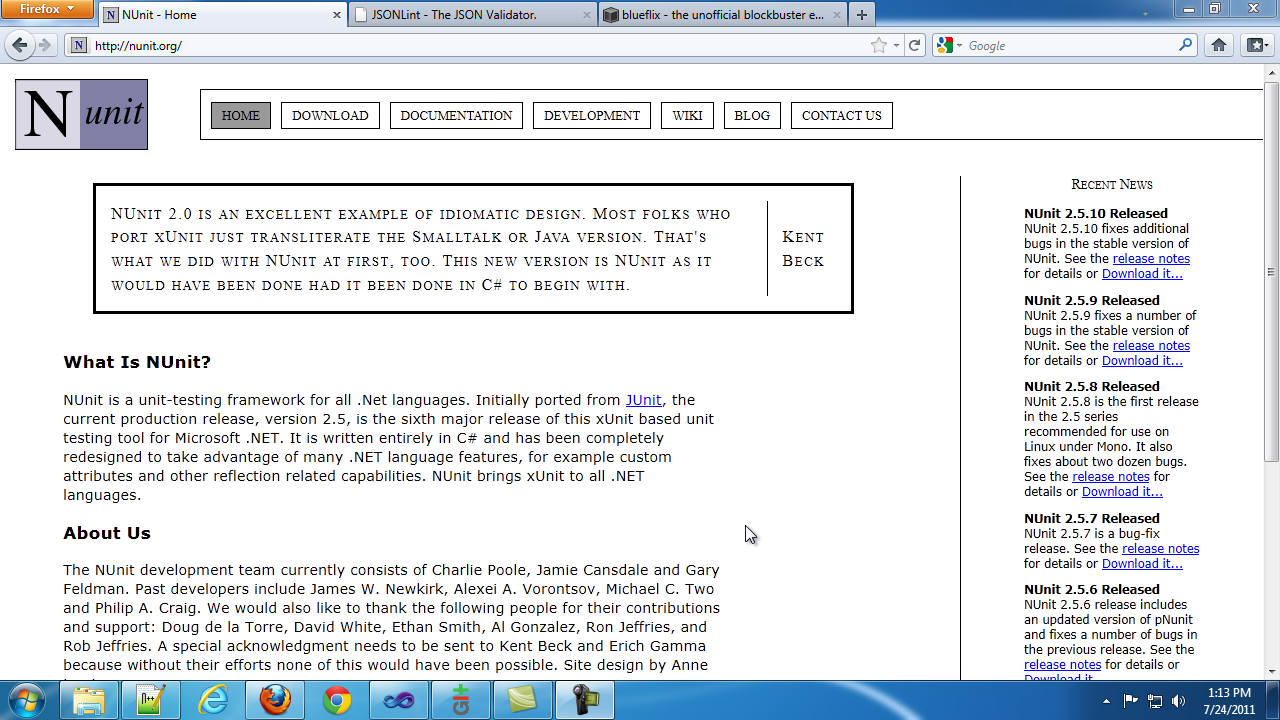 Firefox
NUnit - Home
JSONLint - The JSON Validator.
blueflix - the unofficial blockbuster e...
N
http://nunit.org/
Google
N unit
HOME
DOWNLOAD
DOCUMENTATION
DEVELOPMENT
WIKI
BLOG
CONTACT US
NUnit 2.0 is an excellent example of idiomatic design. Most folks who
port xUnit just transliterate the Smalltalk or Java version. That's
what we did with NUnit at first, too. This new version is NUnit as it
would have been done had it been done in C# to begin with.
Kent
Beck
What Is NUnit?
NUnit is a unit-testing framework for all .Net languages. Initially ported from JUnit, the
current production release, version 2.5, is the sixth major release of this xUnit based unit
testing tool for Microsoft .NET. It is written entirely in C# and has been completely
redesigned to take advantage of many .NET language features, for example custom
attributes and other reflection related capabilities. NUnit brings xUnit to all .NET
languages.
About Us
The NUnit development team currently consists of Charlie Poole, Jamie Cansdale and Gary
Feldman. Past developers include James W. Newkirk, Alexei A. Vorontsov, Michael C. Two
and Philip A. Craig. We would also like to thank the following people for their contributions
and support: Doug de la Torre, David White, Ethan Smith, Al Gonzalez, Ron Jeffries, and
Rob Jeffries. A special acknowledgment needs to be sent to Kent Beck and Erich Gamma
because without their efforts none of this would have been possible. Site design by Anne
Recent News
NUnit 2.5.10 Released
NUnit 2.5.10 fixes additional
bugs in the stable version of
NUnit. See the release notes
for details or Download it...
NUnit 2.5.9 Released
NUnit 2.5.9 fixes a number of
bugs in the stable version of
NUnit. See the release notes
for details or Download it...
NUnit 2.5.8 Released
NUnit 2.5.8 is the first release
in the 2.5 series
recommended for use on
Linux under Mono. It also
fixes about two dozen bugs.
See the release notes for
details or Download it...
NUnit 2.5.7 Released
NUnit 2.5.7 is a bug-fix
release. See the release notes
for details or Download it...
NUnit 2.5.6 Released
NUnit 2.5.6 release includes
an updated version of pNunit
and fixes a number of bugs in
the previous release. See the
release notes for details or
Download it...
git
1:13 PM
7/24/2011